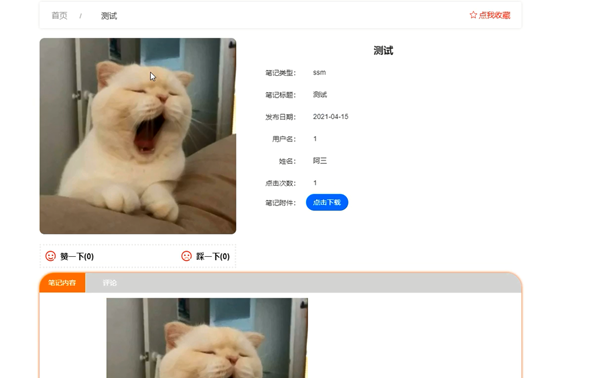 首页 / 测试 ☆ 点我收藏
测试
笔记类型： ssm
笔记标题： 测试
发布日期： 2021-04-15
用户名： 1
姓名： 阿三
点击次数： 1
笔记附件： 点击下载
赞一下(0) 踩一下(0)
笔记内容 评论